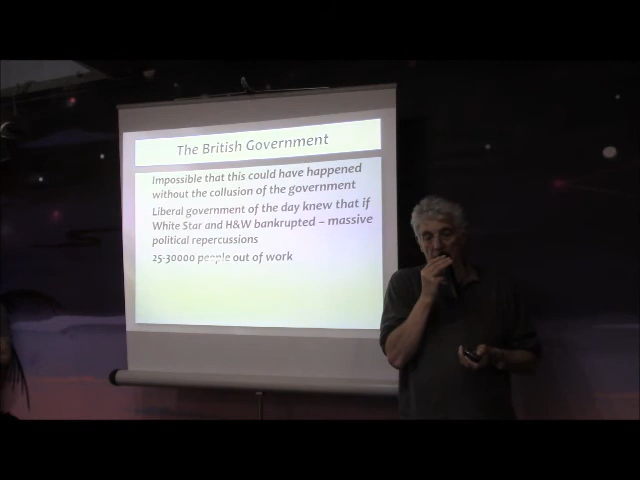 The British Government
Impossible that this could have happened
without the collusion of the government
Liberal government of the day knew that if
White Star and H&W bankrupted – massive
political repercussions
25-30000 people out of work